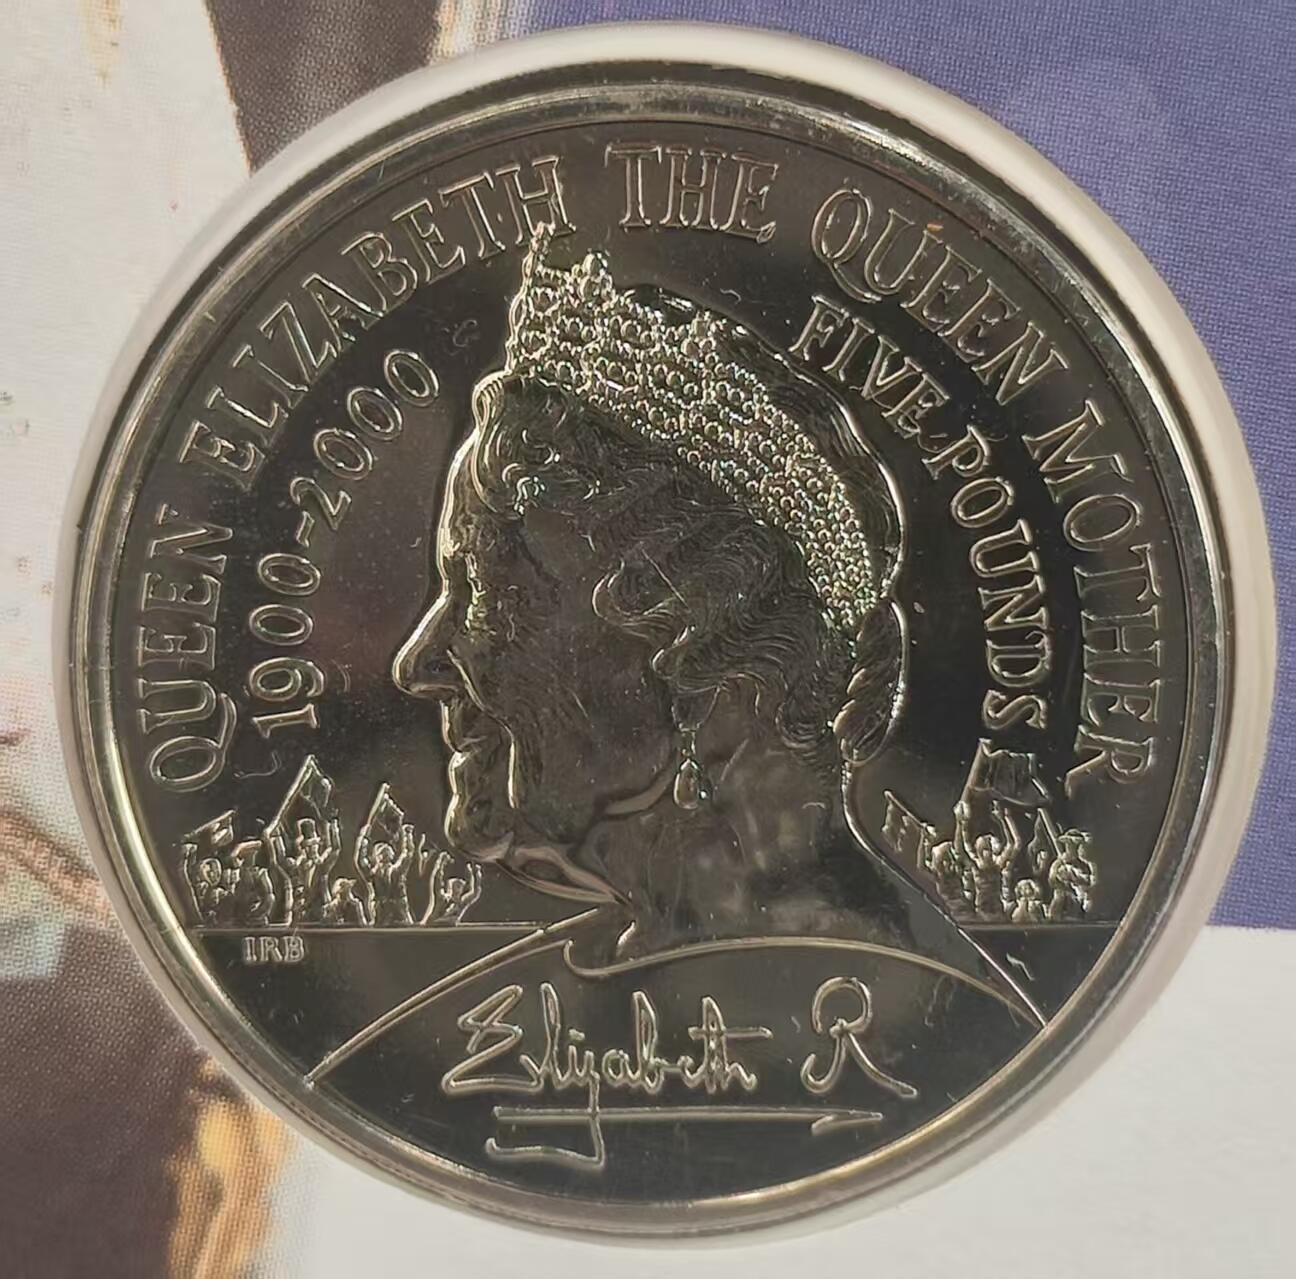 QUEEN ELIZABETH THE QUEEN MOTHER
1900-2000
FIVE POUNDS
IRB
Elizabeth R